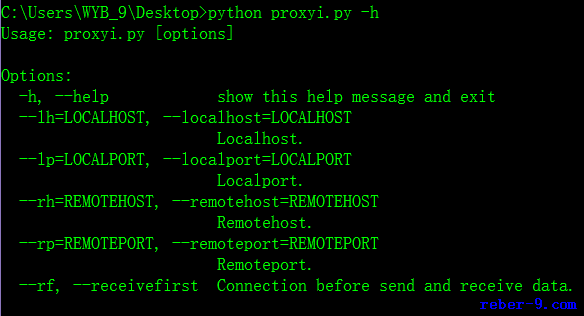 C:\Users\WYB_9\Desktop>python proxyi.py -h
Usage: proxyi.py [options]
Options:
-h, --help show this help message and exit
--lh=LOCALHOST, --localhost=LOCALHOST
Localhost.
--lp=LOCALPORT, --localport=LOCALPORT
Localport.
--rh=REMOTEHOST, --remotehost=REMOTEHOST
Remotehost.
--rp=REMOTEPORT, --remoteport=REMOTEPORT
Remoteport.
--rf, --receivefirst Connection before send and receive data.
reber-9.com